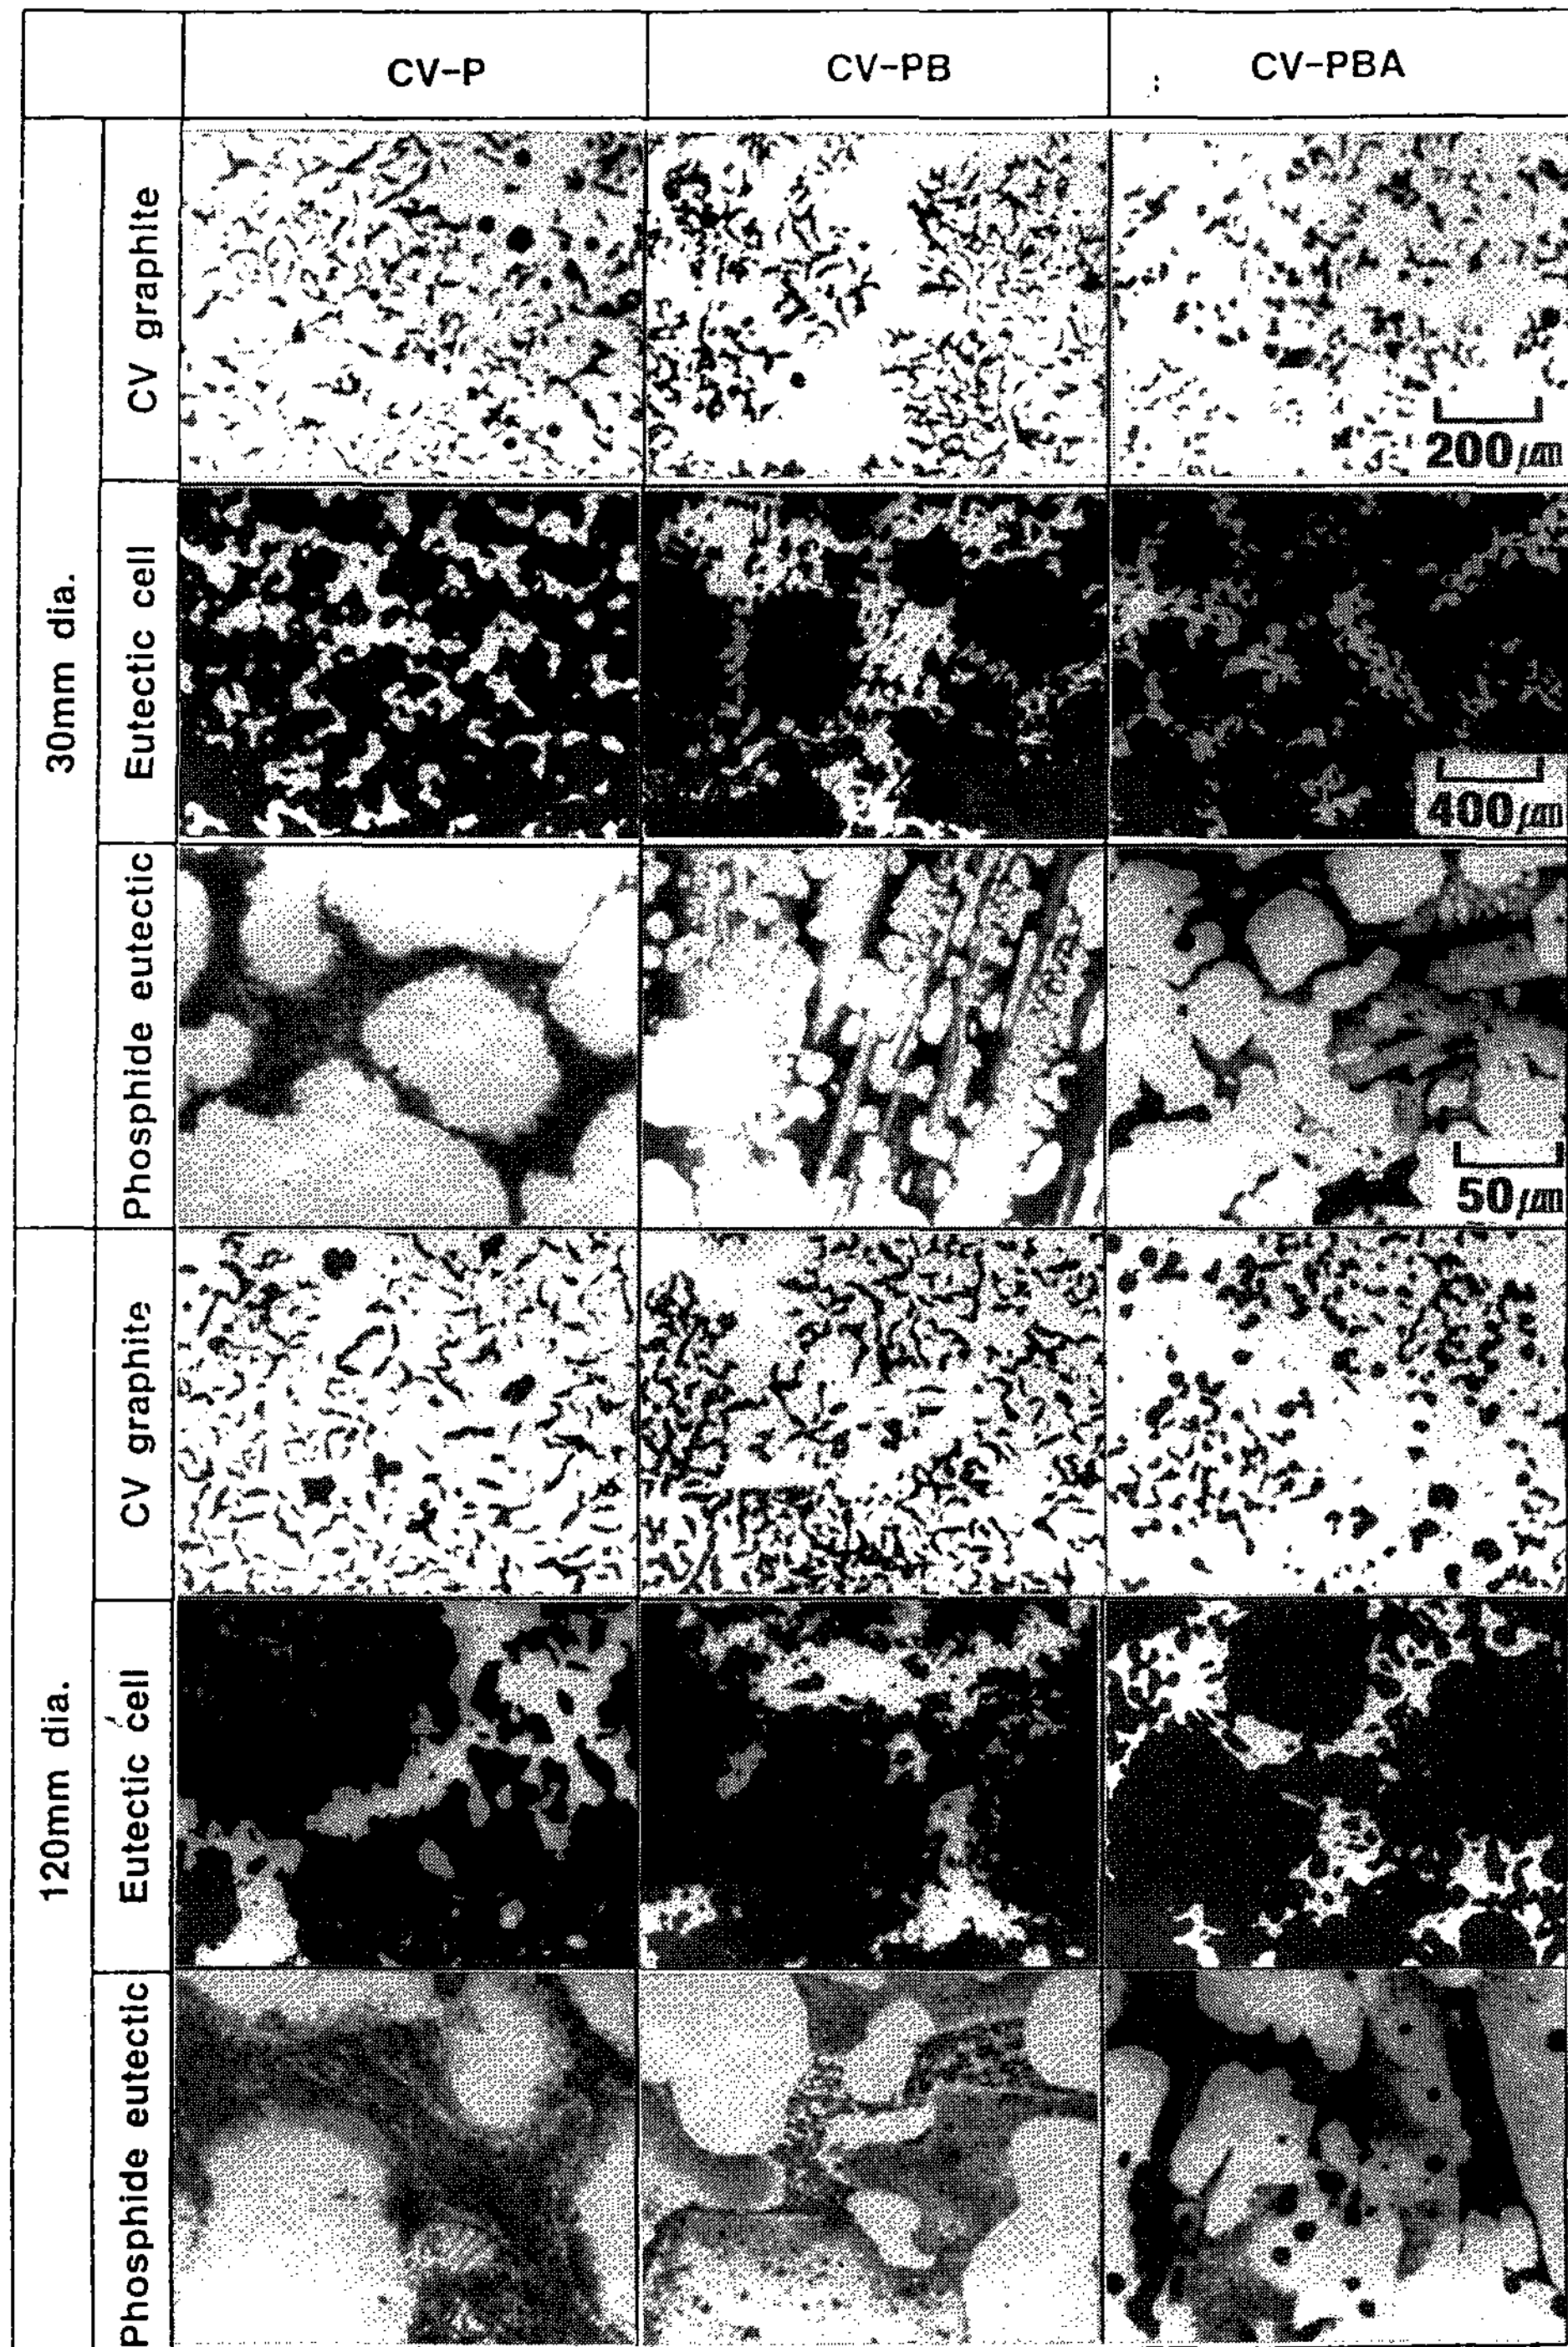 CV-P
CV-PB
CV-PBA
30mm dia.
CV graphite
200μm
Eutectic cell
400μm
Phosphide eutectic
50μm
120mm dia.
CV graphite
Eutectic cell
Phosphide eutectic